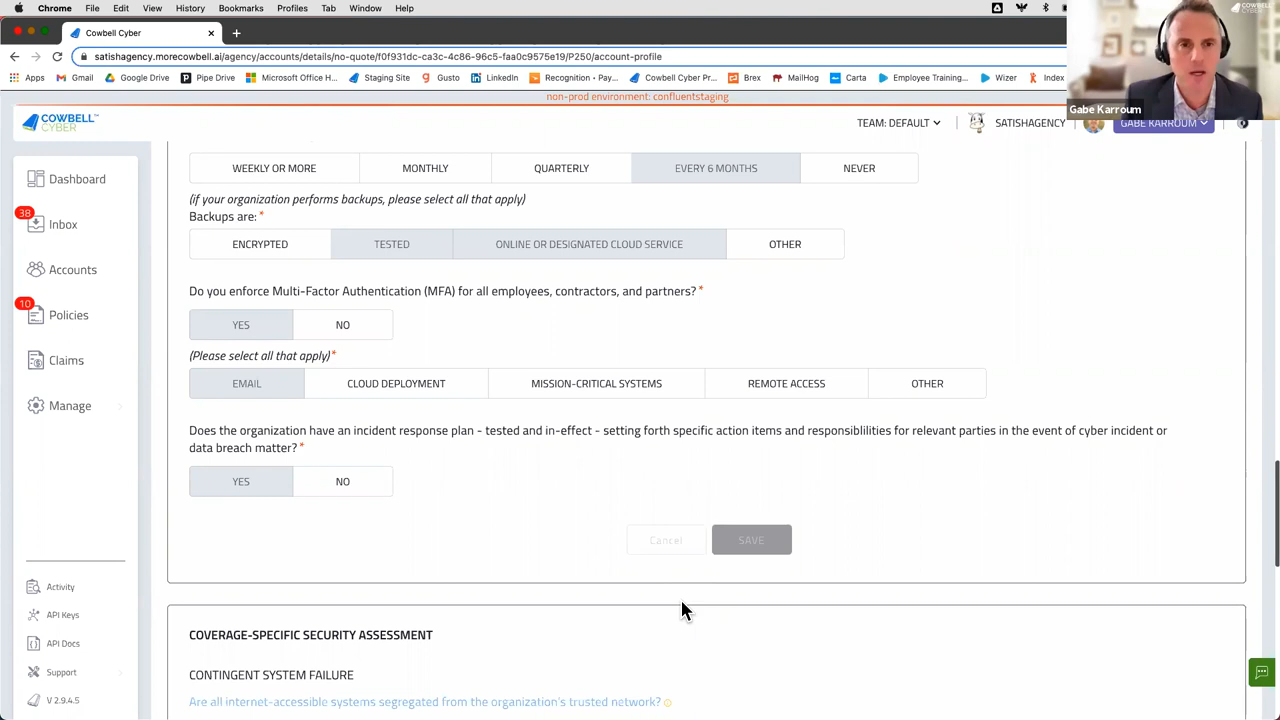 Chrome File Edit View History Bookmarks Profiles Tab Window Help
COWBELL CYBER
Cowbell Cyber
satishagency.morecowbell.ai/agency/accounts/details/no-quote/f0f931dc-ca3c-4c86-96c5-faa0c9575e19/P250/account-profile
Apps Gmail Google Drive Pipe Drive Microsoft Office H... Staging Site Gusto LinkedIn Recognition - Pay... Cowbell Cyber Pr... Brex MailHog Carta Employee Training... Wizer Index
non-prod environment: confluentstaging
Gabe Karroum
COWBELL™ CYBER
TEAM: DEFAULT SATISHAGENCY GABE KARROUM
Dashboard
38
Inbox
Accounts
10
Policies
Claims
Manage
Activity
API Keys
API Docs
Support
V 2.9.4.5
WEEKLY OR MORE MONTHLY QUARTERLY EVERY 6 MONTHS NEVER
(if your organization performs backups, please select all that apply)
Backups are: *
ENCRYPTED TESTED ONLINE OR DESIGNATED CLOUD SERVICE OTHER
Do you enforce Multi-Factor Authentication (MFA) for all employees, contractors, and partners? *
YES NO
(Please select all that apply)*
EMAIL CLOUD DEPLOYMENT MISSION-CRITICAL SYSTEMS REMOTE ACCESS OTHER
Does the organization have an incident response plan - tested and in-effect - setting forth specific action items and responsiblilities for relevant parties in the event of cyber incident or
data breach matter? *
YES NO
Cancel SAVE
COVERAGE-SPECIFIC SECURITY ASSESSMENT
CONTINGENT SYSTEM FAILURE
Are all internet-accessible systems segregated from the organization's trusted network?